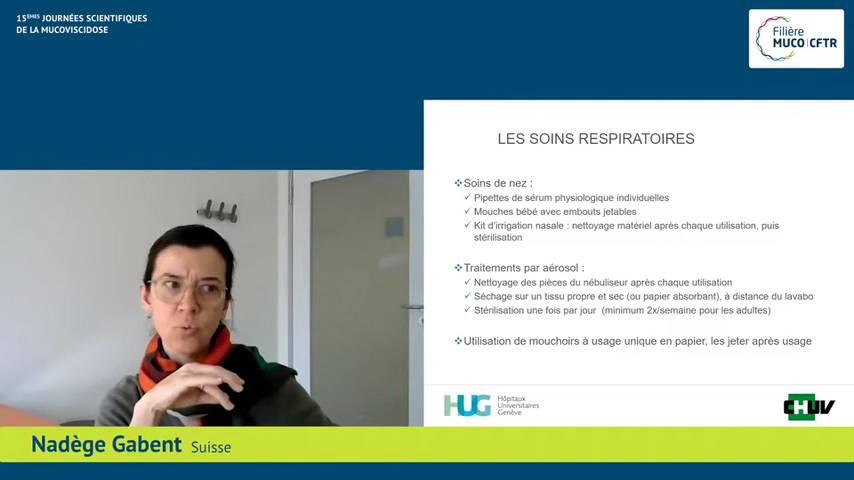 15ÈMES JOURNÉES SCIENTIFIQUES
DE LA MUCOVISCIDOSE
Filière
MUCO|CFTR
LES SOINS RESPIRATOIRES
Soins de nez :
Pipettes de sérum physiologique individuelles
Mouches bébé avec embouts jetables
Kit d'irrigation nasale : nettoyage matériel après chaque utilisation, puis
stérilisation
Traitements par aérosol :
Nettoyage des pièces du nébuliseur après chaque utilisation
Séchage sur un tissu propre et sec (ou papier absorbant), à distance du lavabo
Stérilisation une fois par jour (minimum 2x/semaine pour les adultes)
Utilisation de mouchoirs à usage unique en papier, les jeter après usage
HUG
Hôpitaux
Universitaires
Genève
CHUV
Nadège Gabent Suisse